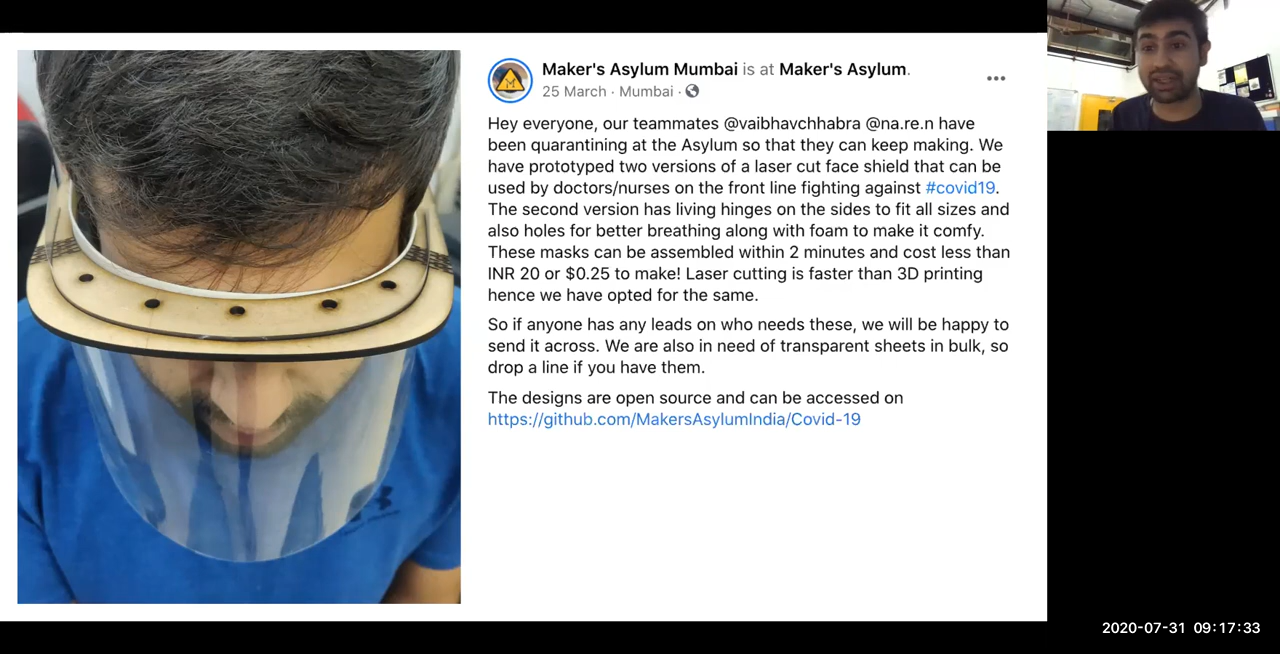 Maker's Asylum Mumbai is at Maker's Asylum.
25 March · Mumbai ·
Hey everyone, our teammates @vaibhavchhabra @na.re.n have
been quarantining at the Asylum so that they can keep making. We
have prototyped two versions of a laser cut face shield that can be
used by doctors/nurses on the front line fighting against #covid19.
The second version has living hinges on the sides to fit all sizes and
also holes for better breathing along with foam to make it comfy.
These masks can be assembled within 2 minutes and cost less than
INR 20 or $0.25 to make! Laser cutting is faster than 3D printing
hence we have opted for the same.
So if anyone has any leads on who needs these, we will be happy to
send it across. We are also in need of transparent sheets in bulk, so
drop a line if you have them.
The designs are open source and can be accessed on
https://github.com/MakersAsylumIndia/Covid-19
2020-07-31 09:17:33